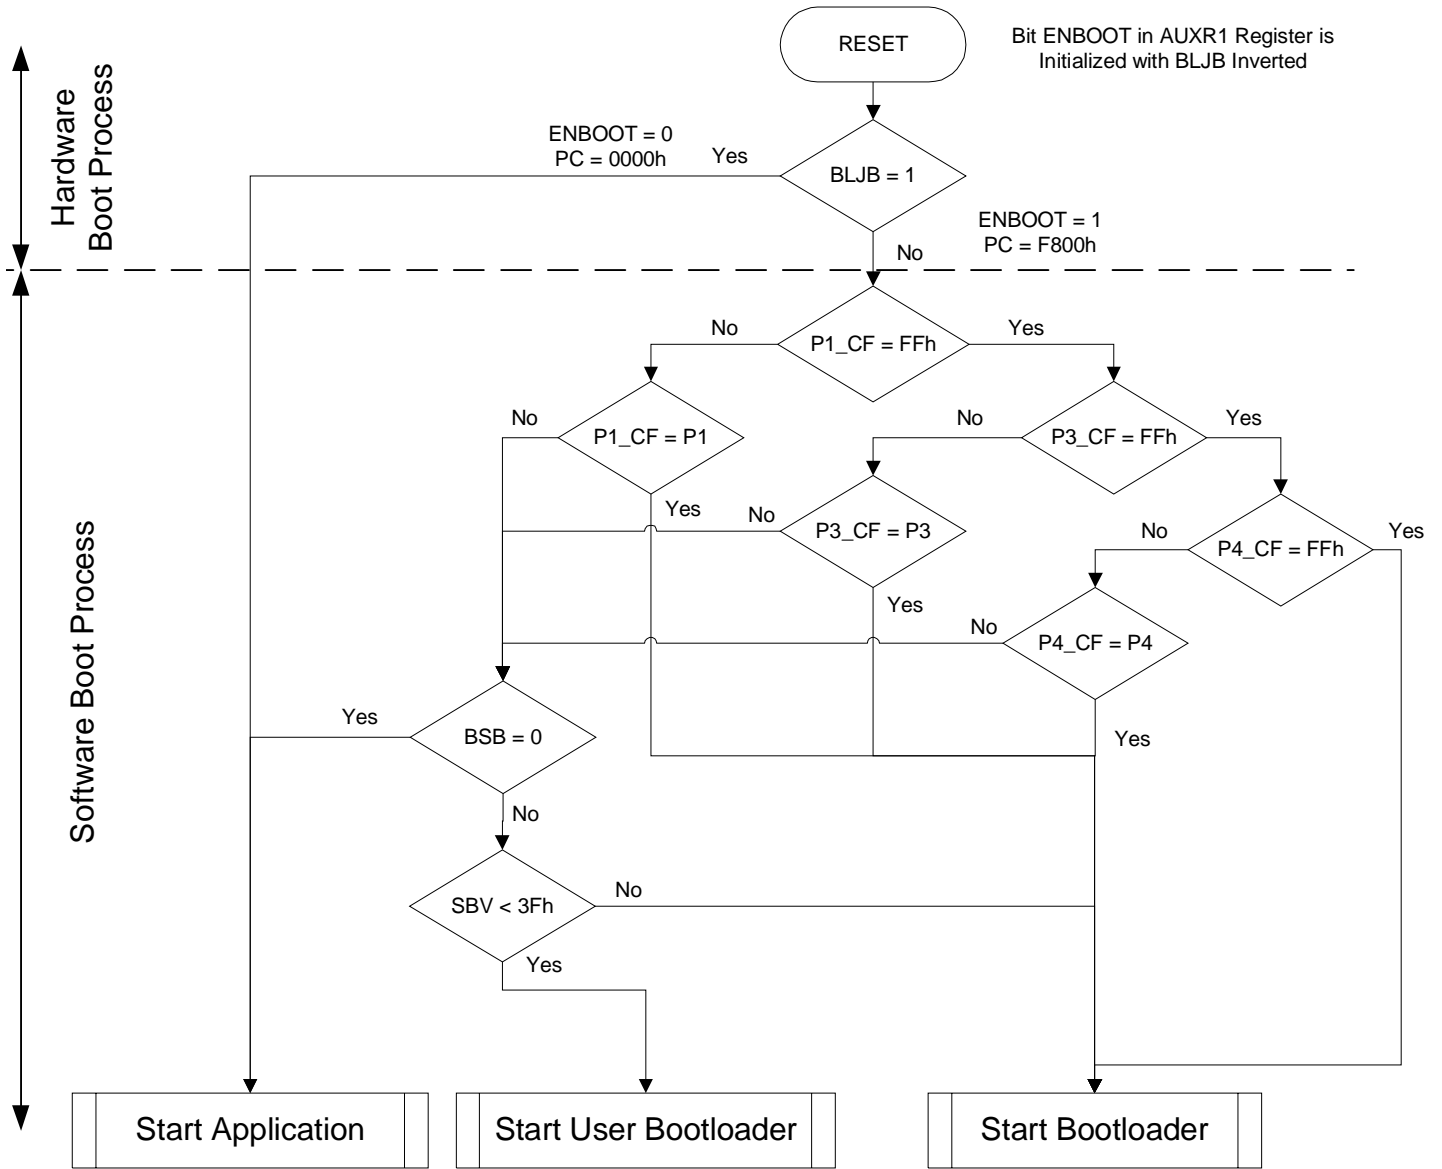 RESET
Bit ENBOOT in AUXR1 Register is
Initialized with BLJB Inverted
Hardware
Boot Process
ENBOOT = 0
PC = 0000h
Yes
BLJB = 1
ENBOOT = 1
PC = F800h
No
No
P1_CF = FFh
Yes
No
P1_CF = P1
No
P3_CF = FFh
Yes
Yes
No
P3_CF = P3
No
P4_CF = FFh
Yes
Yes
No
P4_CF = P4
Software Boot Process
Yes
BSB = 0
Yes
No
SBV < 3Fh
No
Yes
Start Application
Start User Bootloader
Start Bootloader